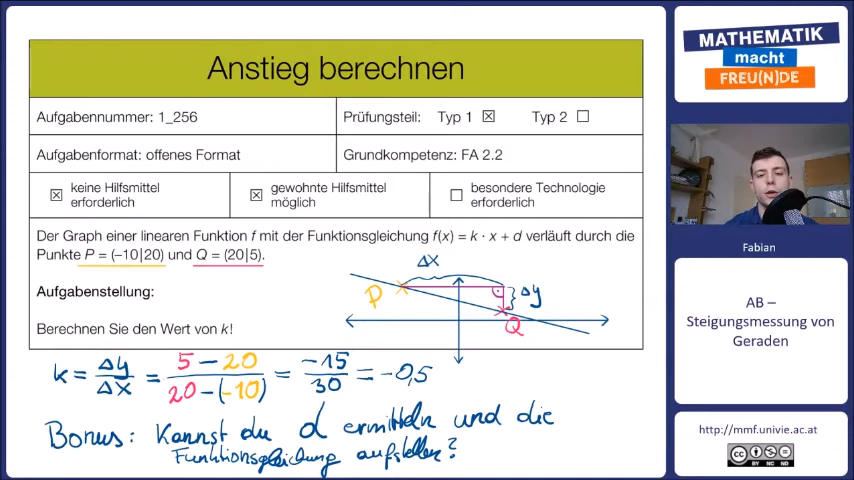 MATHEMATIK
macht
FREU(N)DE
Anstieg berechnen
Aufgabennummer: 1_256
Prüfungsteil: Typ 1 ☒ Typ 2 ☐
Aufgabenformat: offenes Format
Grundkompetenz: FA 2.2
☒ keine Hilfsmittel
erforderlich
☒ gewohnte Hilfsmittel
möglich
☐ besondere Technologie
erforderlich
Der Graph einer linearen Funktion f mit der Funktionsgleichung f(x) = k · x + d verläuft durch die
Punkte P = (–10|20) und Q = (20|5).
Aufgabenstellung:
Berechnen Sie den Wert von k!
Δx
P
Δy
Q
k = Δy/Δx = (5 − 20)/(20 − (−10)) = −15/30 = −0,5
Bonus: Kannst du d ermitteln und die
Funktionsgleichung aufstellen?
Fabian
AB –
Steigungsmessung von
Geraden
http://mmf.univie.ac.at
cc
BY NC ND